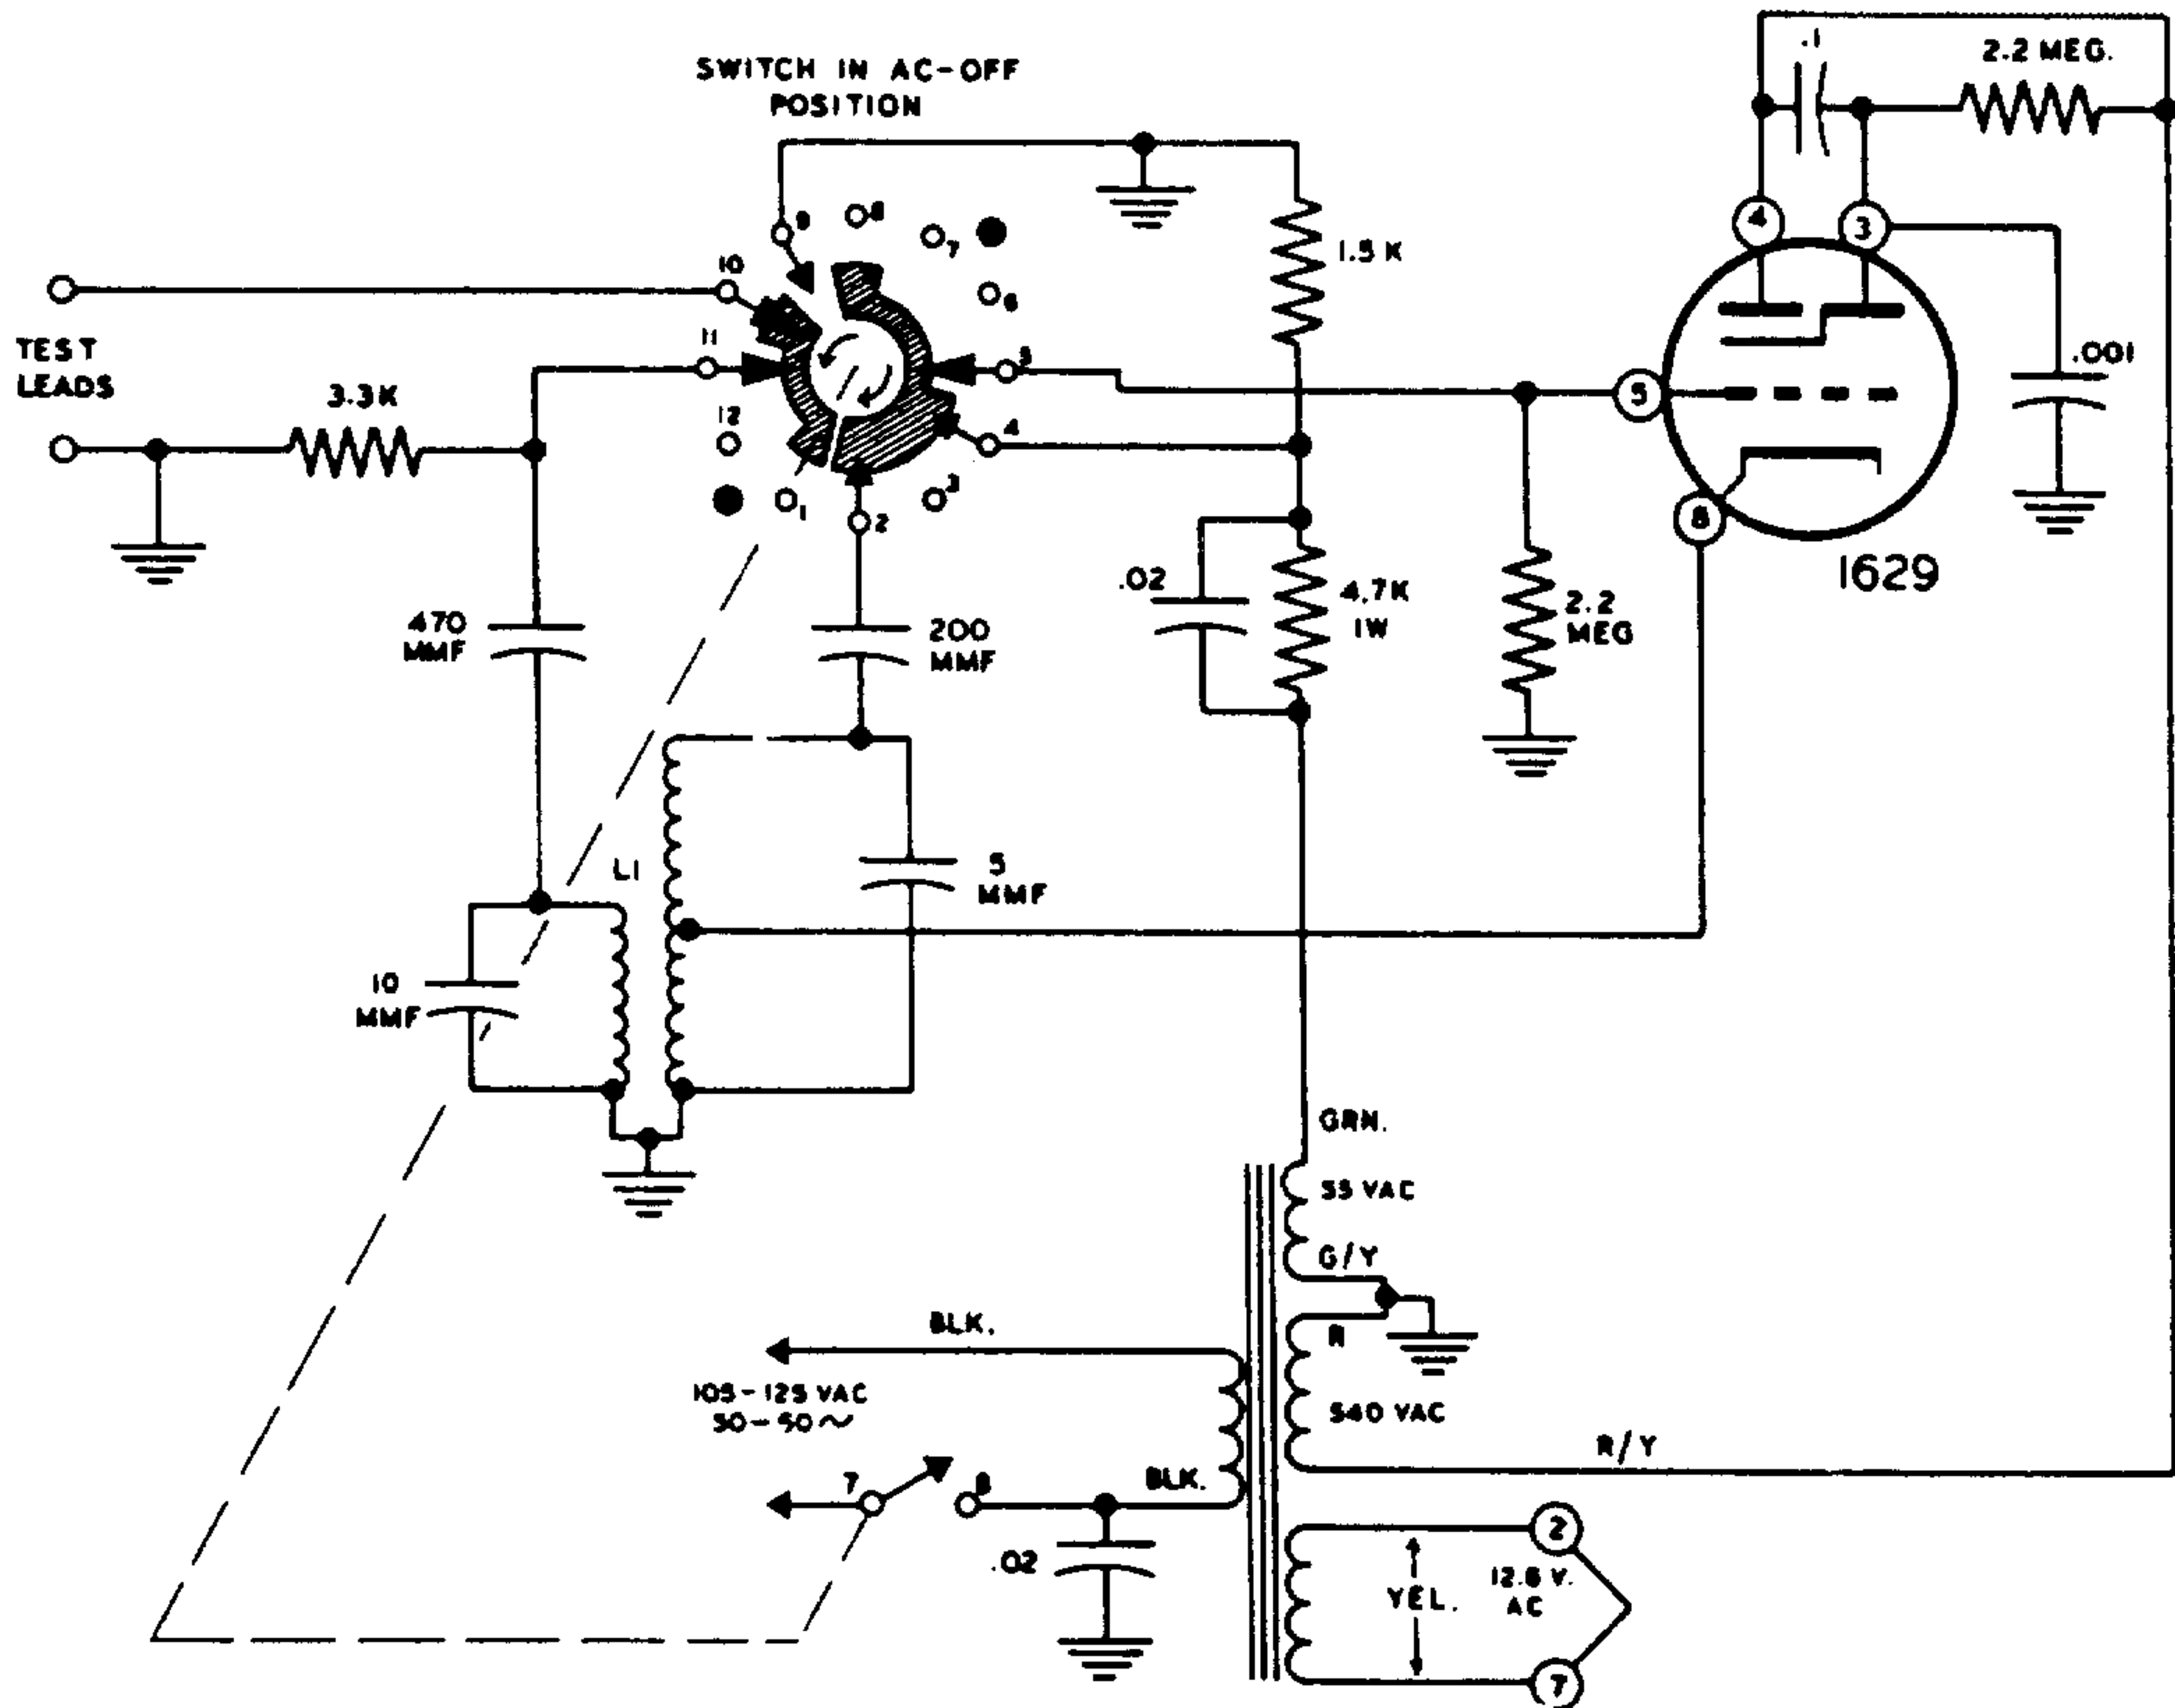 SWITCH IN AC-OFF
POSITION
.1
2.2 MEG.
9
8
7
4
3
10
6
1.5 K
11
5
.001
TEST
LEADS
3.3K
5
12
4
1
2
3
8
1629
.02
4.7K
1W
2.2
MEG
470
MMF
200
MMF
L1
5
MMF
10
MMF
GRN.
55 VAC
G/Y
BLK.
R
105-125 VAC
50-60~
540 VAC
R/Y
7
8
BLK.
.02
2
YEL.
12.6 V.
AC
7